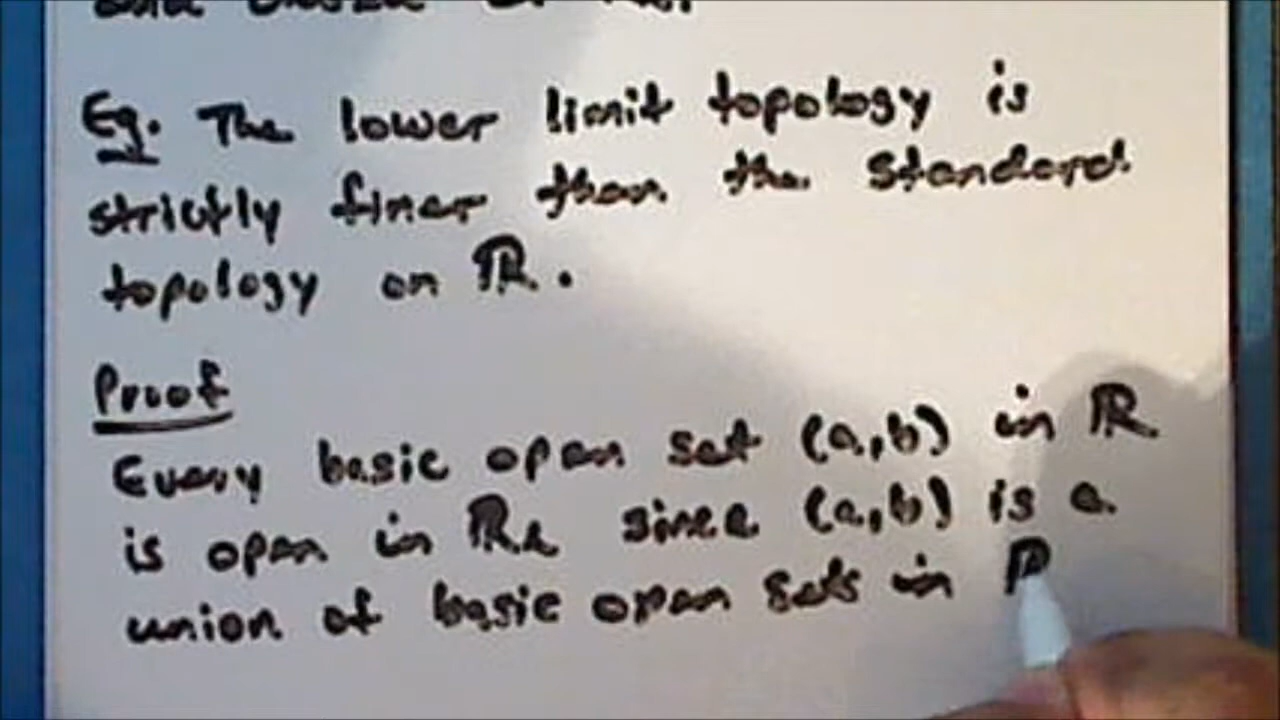 Eg. The lower limit topology is
strictly finer than the standard
topology on ℝ.
Proof
Every basic open set (a,b) in ℝ
is open in ℝℓ since (a,b) is a
union of basic open sets in ℝ